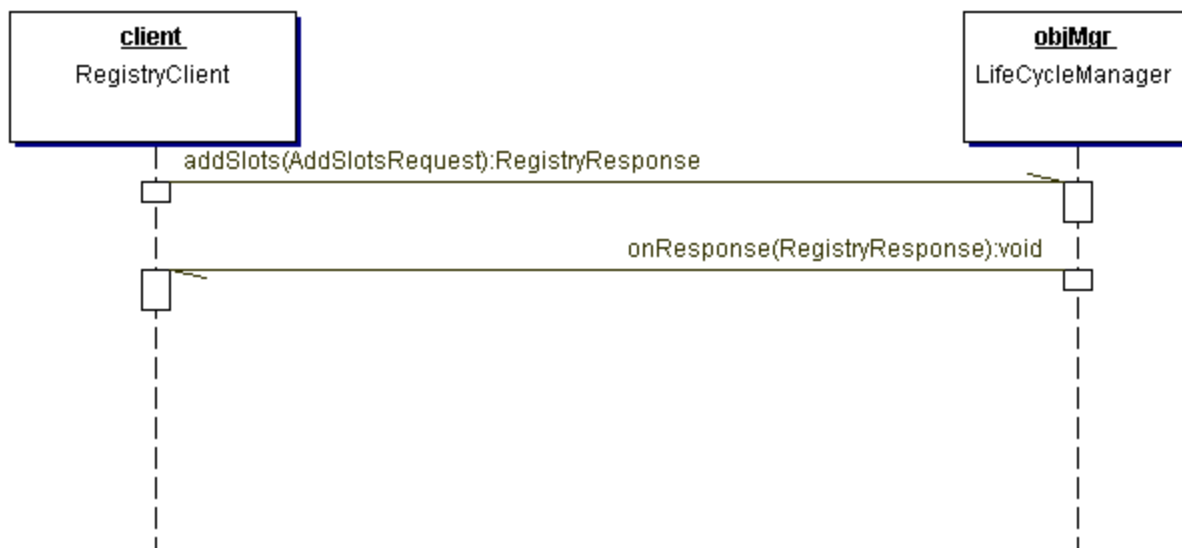 client
RegistryClient
objMgr
LifeCycleManager
addSlots(AddSlotsRequest):RegistryResponse
onResponse(RegistryResponse):void